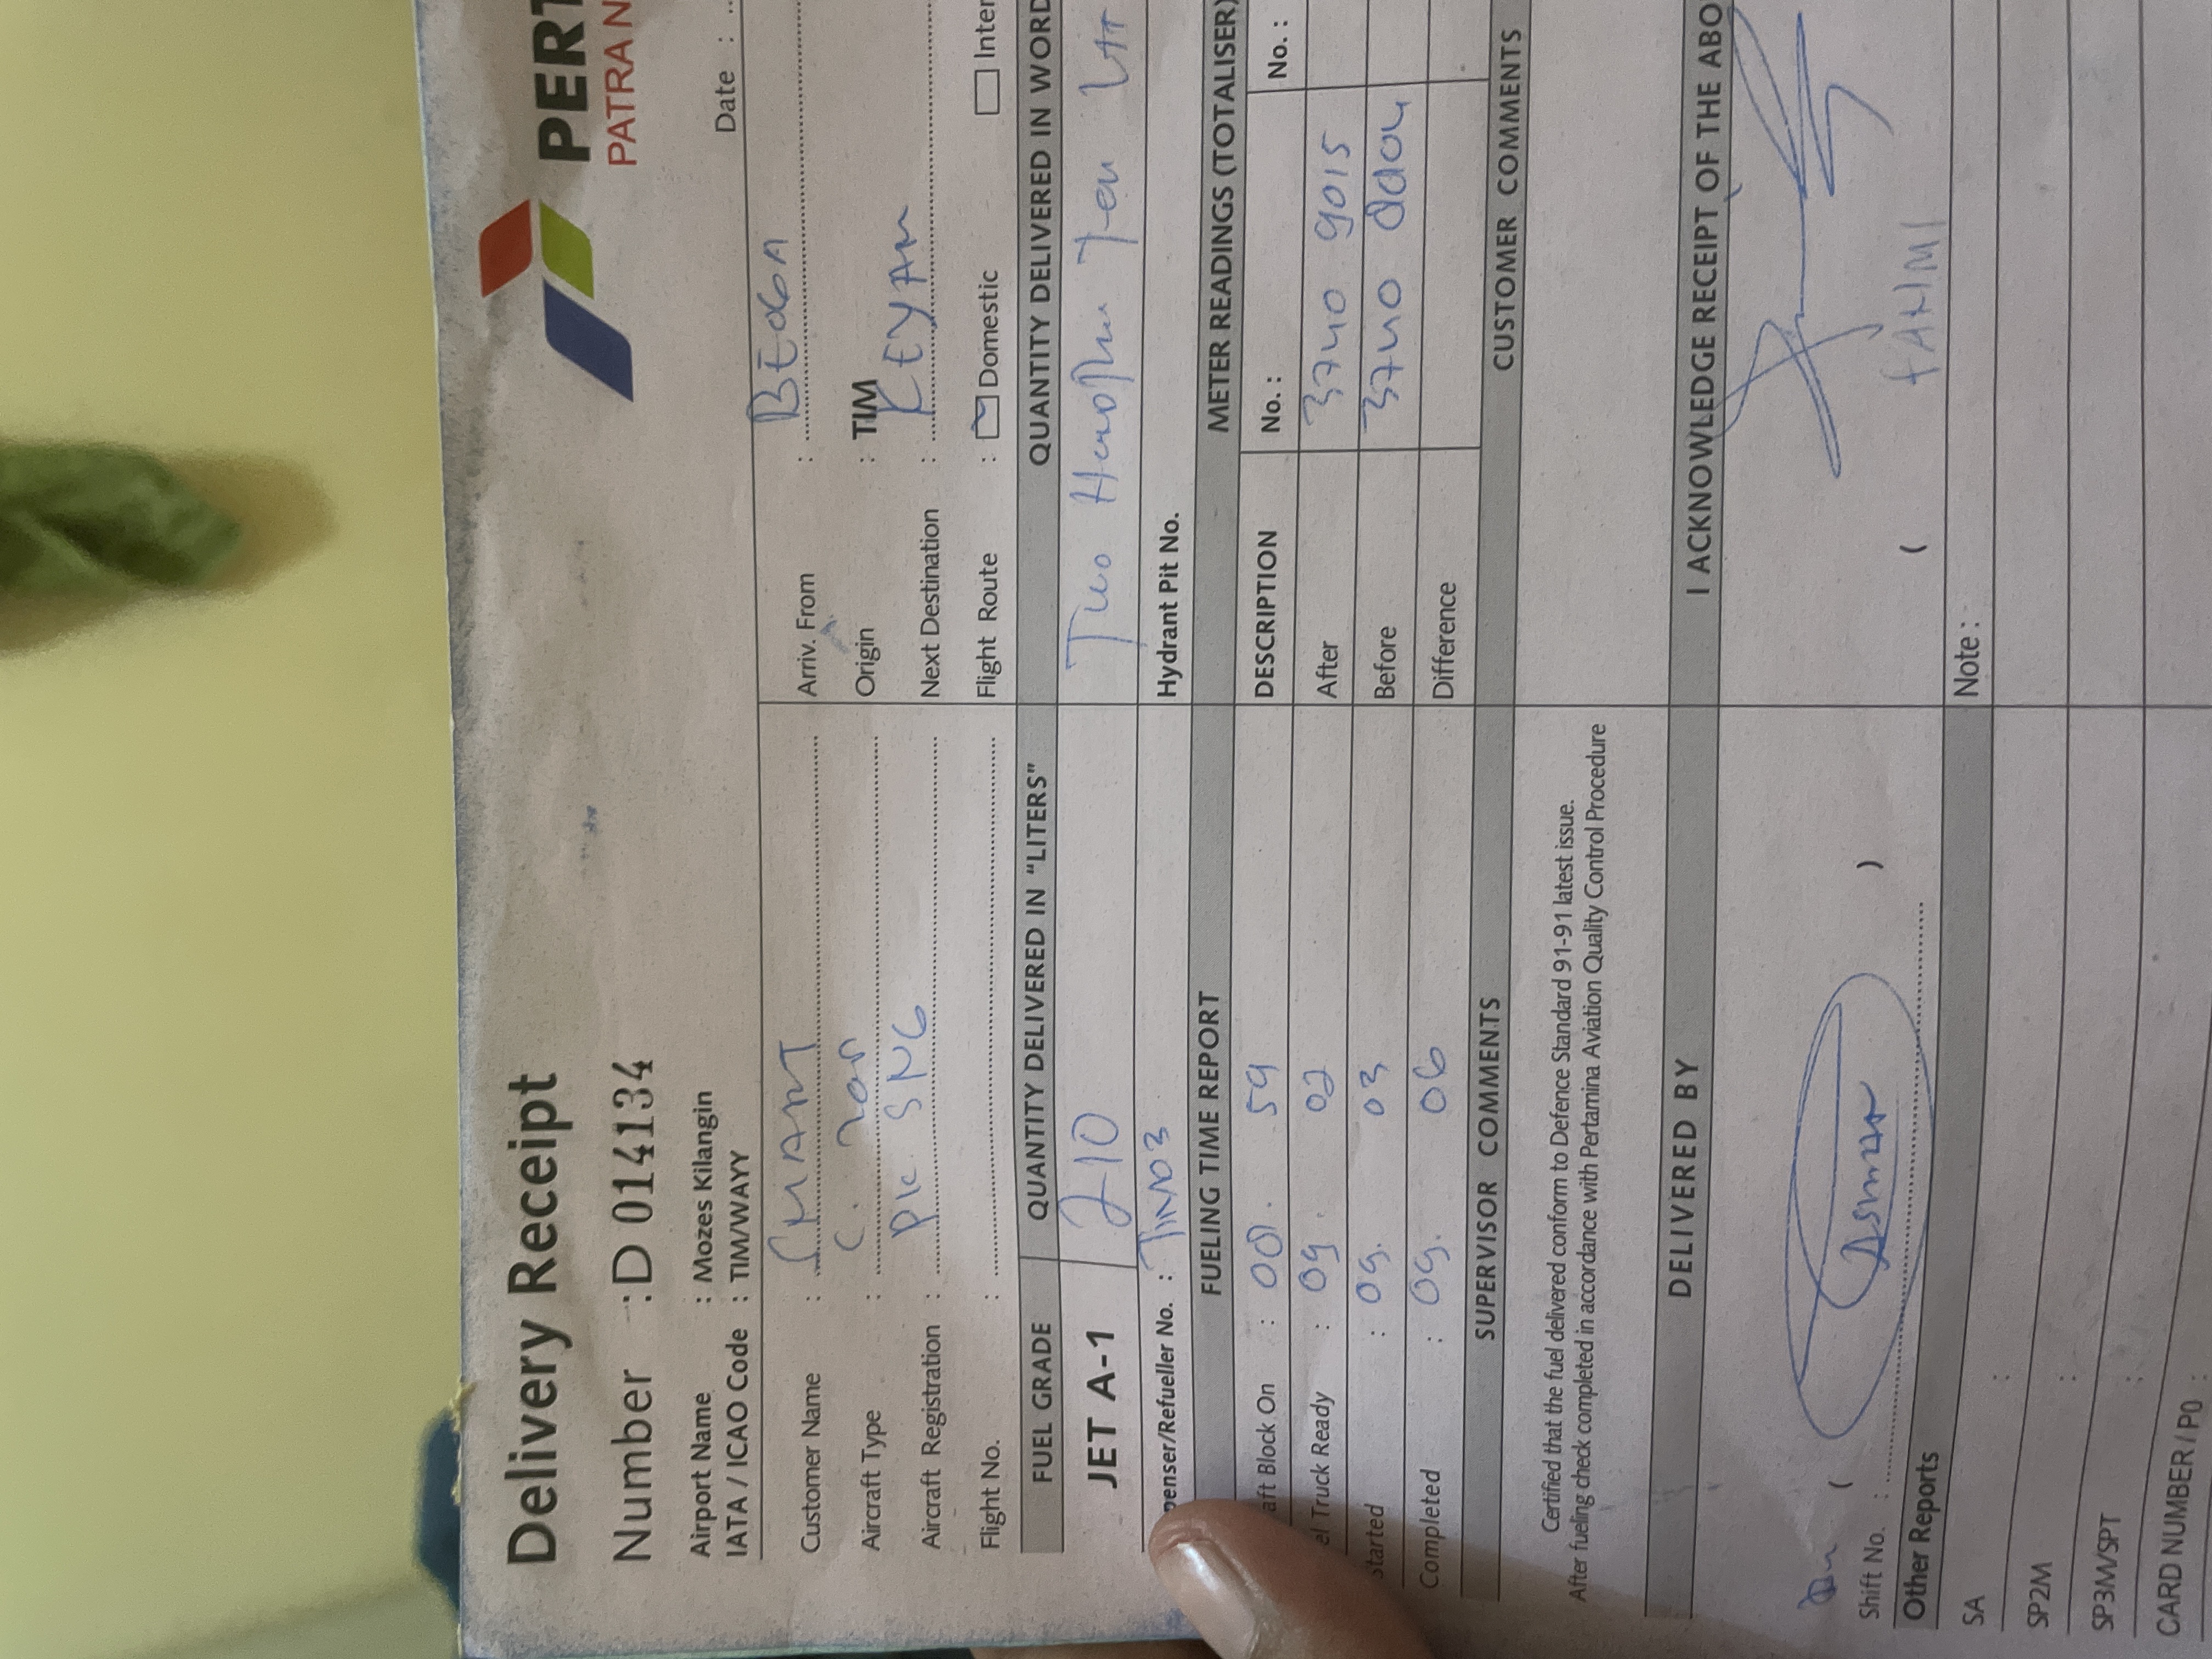 Delivery Receipt
PERT
PATRA N
Number : D 014134
Airport Name : Mozes Kilangin
IATA / ICAO Code : TIM/WAYY
Date :
Customer Name : SMART
Arriv. From : BEOGA
Aircraft Type : C.
Origin : TIM
Aircraft Registration : PK SNG
Next Destination : KEYAM
Flight No. :
Flight Route : Domestic Inter
FUEL GRADE QUANTITY DELIVERED IN "LITERS" QUANTITY DELIVERED IN WORD
JET A-1 210 Two Hundred Ten Ltr
penser/Refueller No. : TIM03
Hydrant Pit No.
FUELING TIME REPORT METER READINGS (TOTALISER)
aft Block On : 08. 59
DESCRIPTION No. : No. :
el Truck Ready : 09. 02
After 3740 9015
Started : 09. 03
Before 3740 8804
Completed : 09. 06
Difference
SUPERVISOR COMMENTS CUSTOMER COMMENTS
Certified that the fuel delivered conform to Defence Standard 91-91 latest issue.
After fueling check completed in accordance with Pertamina Aviation Quality Control Procedure
DELIVERED BY I ACKNOWLEDGE RECEIPT OF THE ABO
( Asmar ) ( FAHMI
Shift No. :
Other Reports Note :
SA :
SP2M :
SP3M/SPT :
CARD NUMBER / PO :